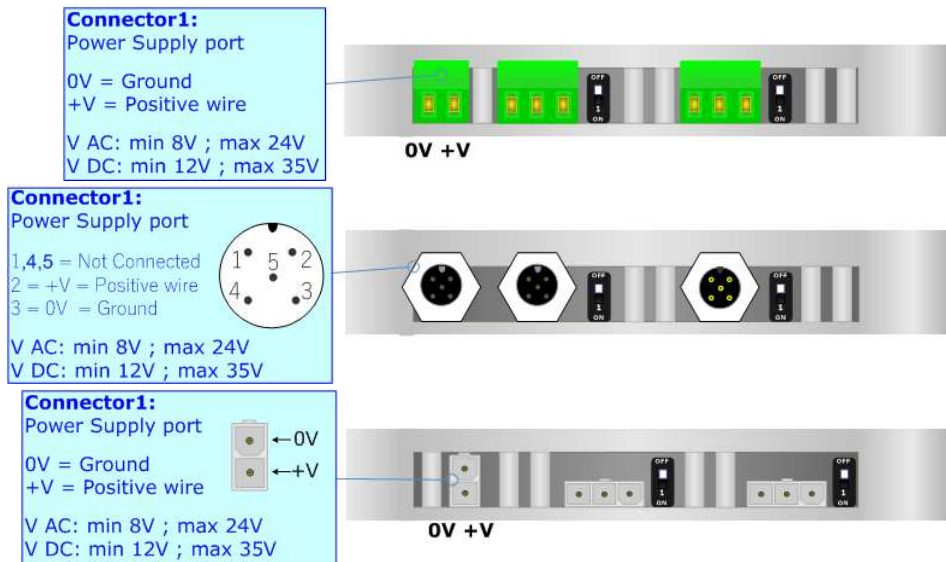 Connector1:
Power Supply port
0V = Ground
+V = Positive wire
V AC: min 8V ; max 24V
V DC: min 12V ; max 35V
OFF
1
ON
OFF
1
ON
0V +V
Connector1:
Power Supply port
1,4,5 = Not Connected
2 = +V = Positive wire
3 = 0V = Ground
V AC: min 8V ; max 24V
V DC: min 12V ; max 35V
1 5 2
4 3
OFF
1
ON
OFF
1
ON
Connector1:
Power Supply port
0V = Ground
+V = Positive wire
V AC: min 8V ; max 24V
V DC: min 12V ; max 35V
0V
+V
OFF
1
ON
OFF
1
ON
0V +V